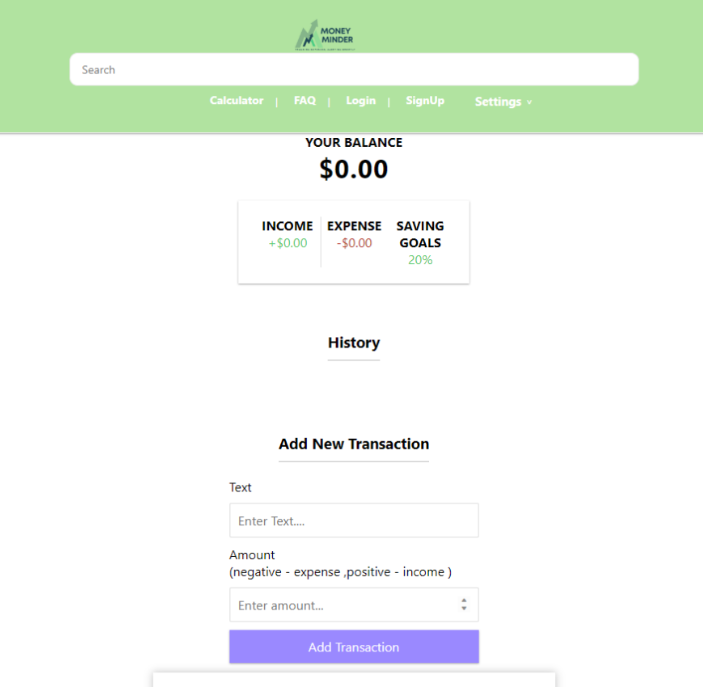 MONEY
MINDER
Search
Calculator | FAQ | Login | SignUp Settings
YOUR BALANCE
$0.00
INCOME EXPENSE SAVING
GOALS
+$0.00 -$0.00
20%
History
Add New Transaction
Text
Enter Text....
Amount
(negative - expense ,positive - income )
Enter amount...
Add Transaction